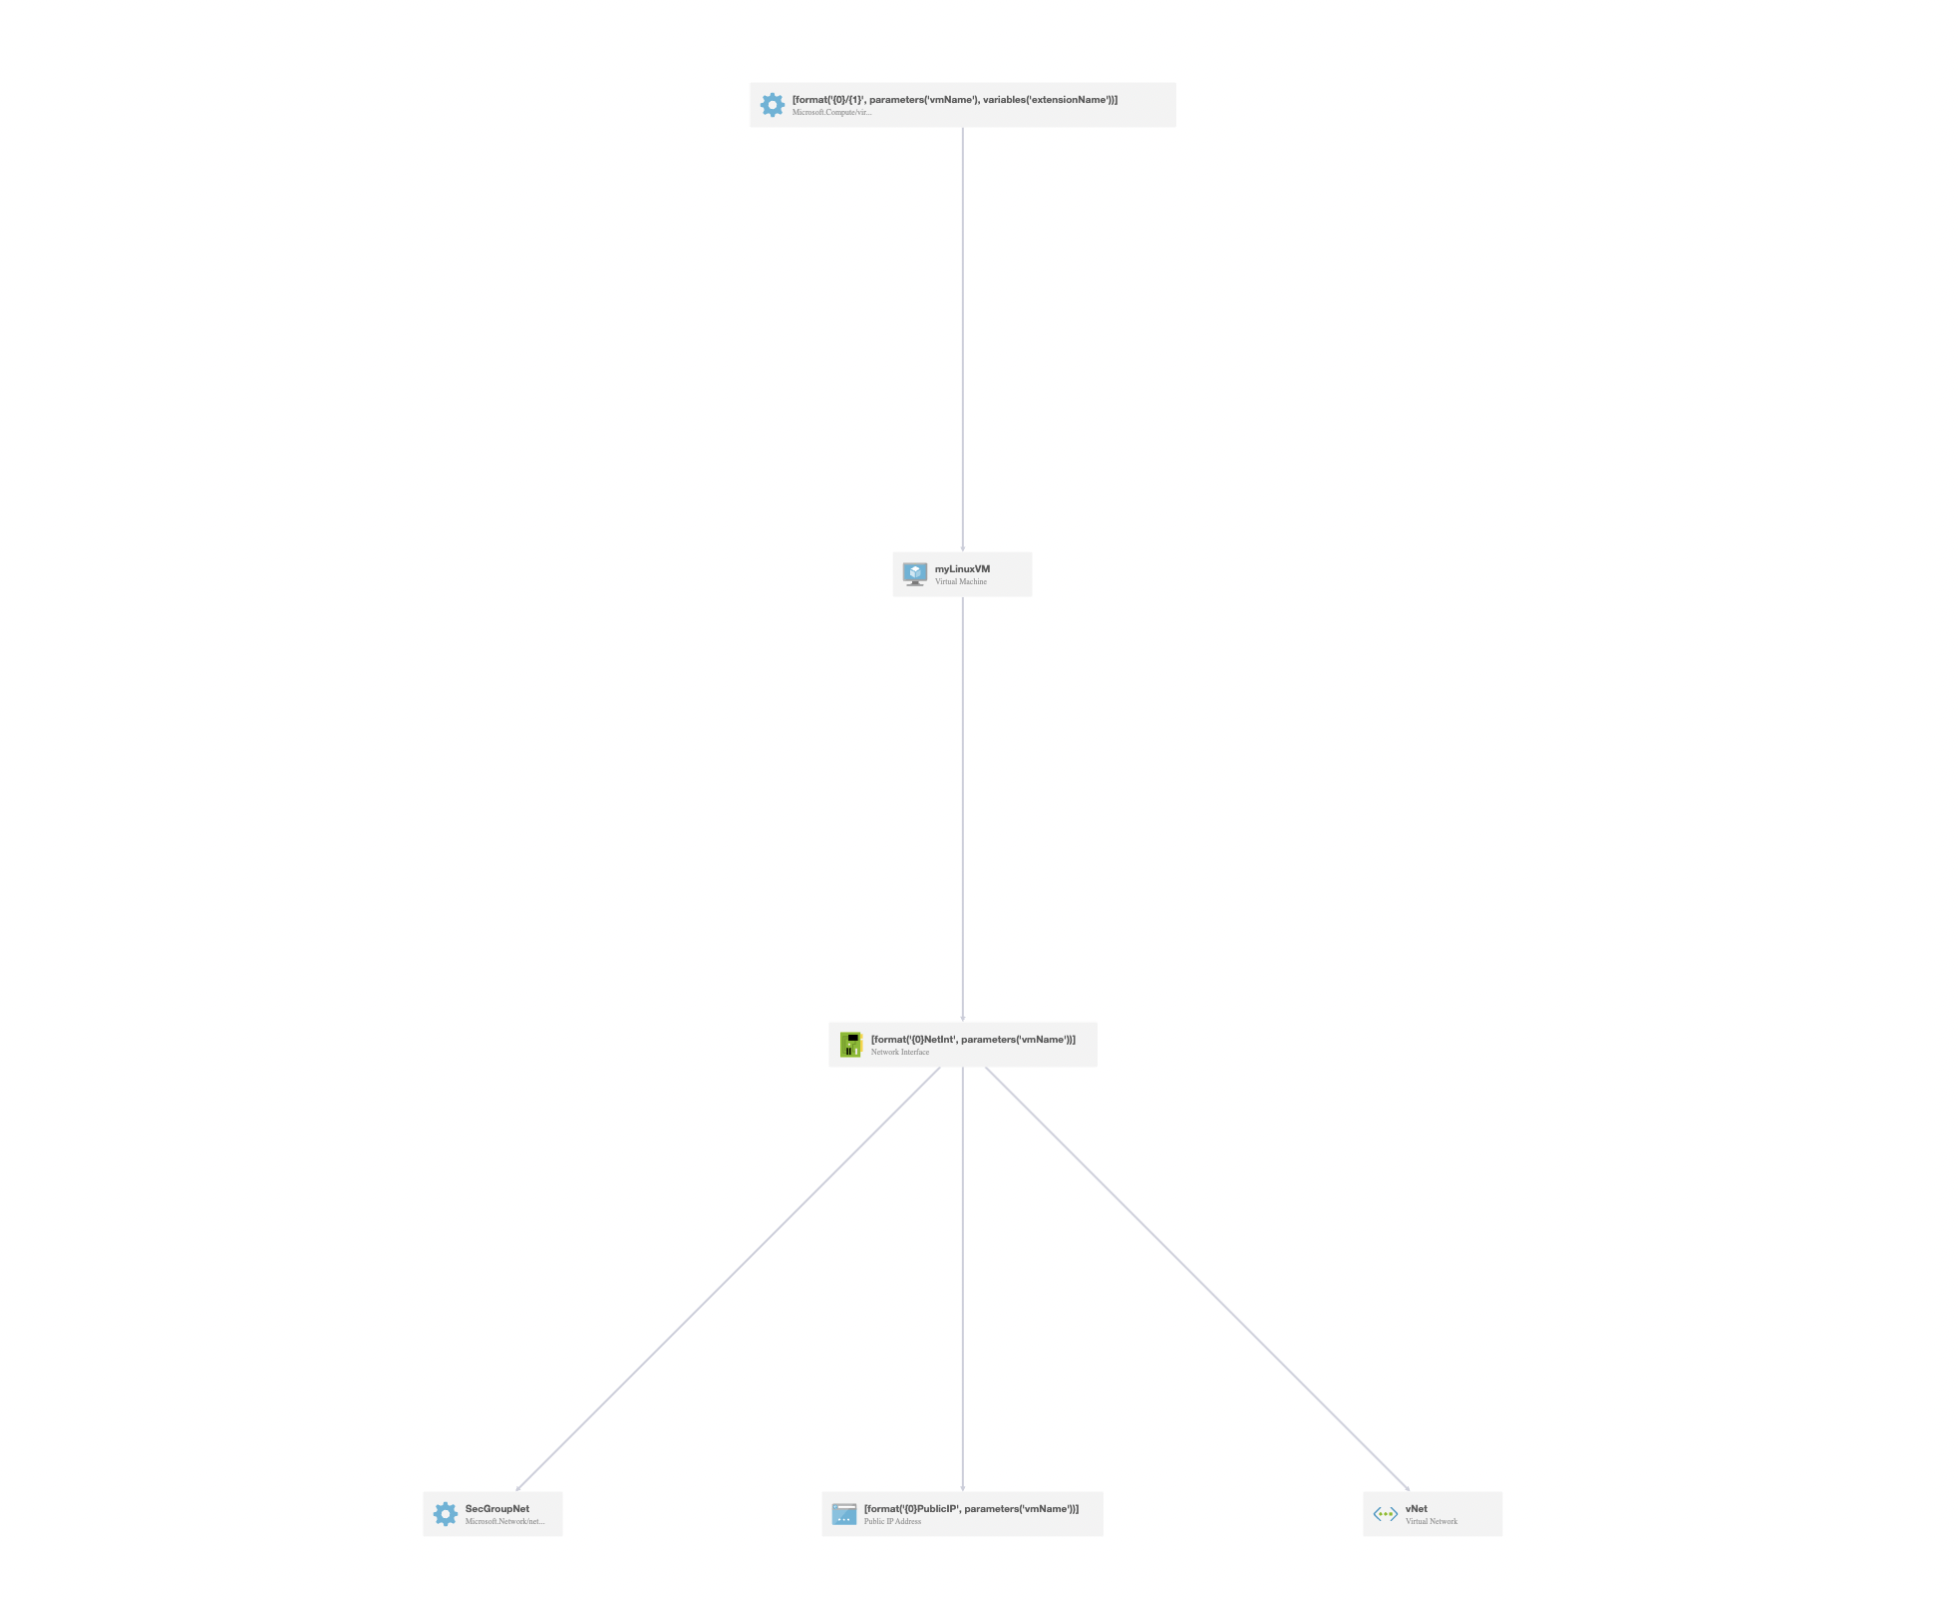 [format('{0}/{1}', parameters('vmName'), variables('extensionName'))]
Microsoft.Compute/vir...
myLinuxVM
Virtual Machine
[format('{0}NetInt', parameters('vmName'))]
Network Interface
SecGroupNet
Microsoft.Network/net...
[format('{0}PublicIP', parameters('vmName'))]
Public IP Address
vNet
Virtual Network